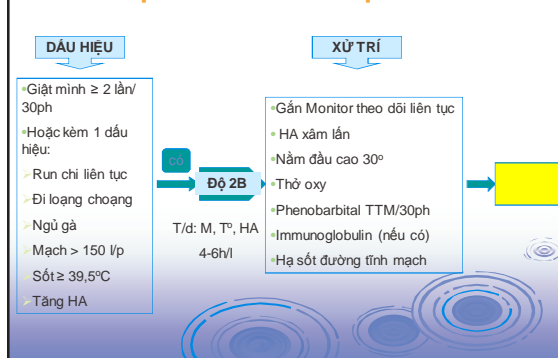 DẤU HIỆU
•Giật mình ≥ 2 lần/
30ph
•Hoặc kèm 1 dấu
hiệu:
➢Run chi liên tục
➢Đi loạng choạng
➢Ngủ gà
➢Mạch > 150 l/p
➢Sốt ≥ 39,5ºC
➢Tăng HA
có
Độ 2B
T/d: M, Tº, HA
4-6h/l
XỬ TRÍ
•Gắn Monitor theo dõi liên tục
• HA xâm lấn
•Nằm đầu cao 30º
•Thở oxy
•Phenobarbital TTM/30ph
•Immunoglobulin (nếu có)
•Hạ sốt đường tĩnh mạch